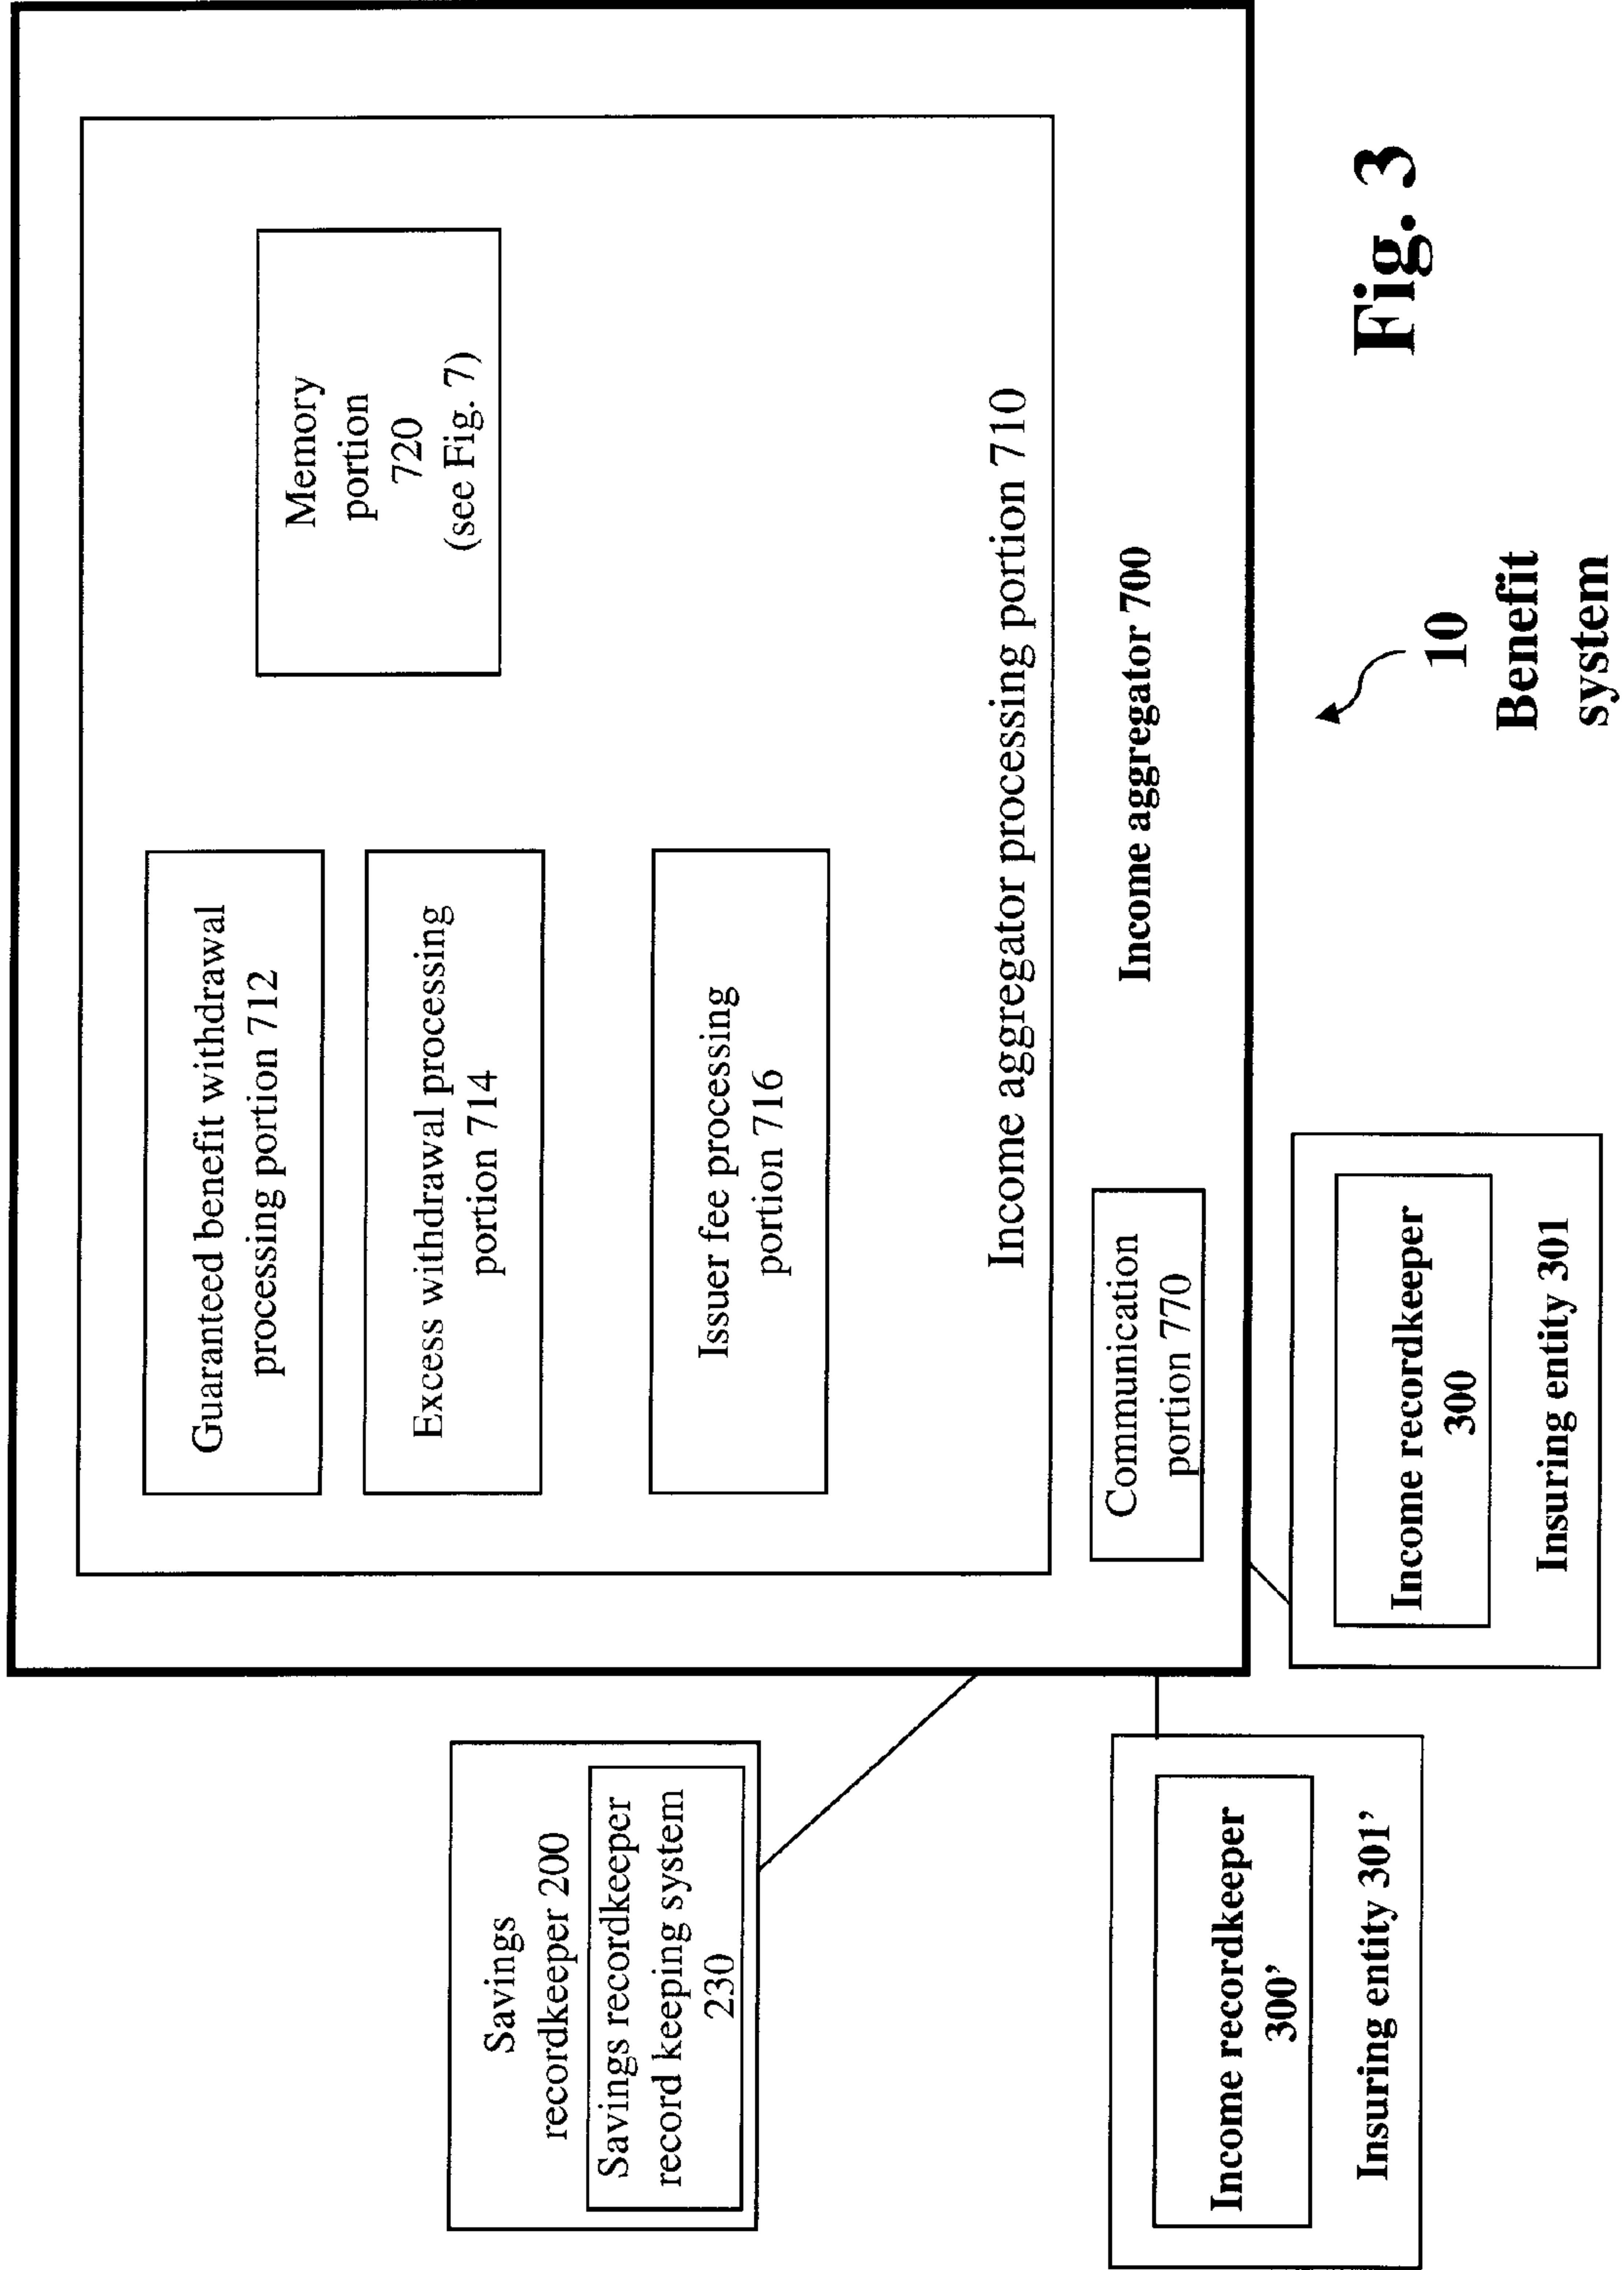 Guaranteed benefit withdrawal
processing portion 712
Excess withdrawal processing
portion 714
Issuer fee processing
portion 716
Memory
portion
720
(see Fig. 7)
Income aggregator processing portion 710
Communication
portion 770
Income aggregator 700
Savings
recordkeeper 200
Savings recordkeeper
record keeping system
230
Income recordkeeper
300’
Insuring entity 301’
Income recordkeeper
300
Insuring entity 301
10
Benefit
system
Fig. 3